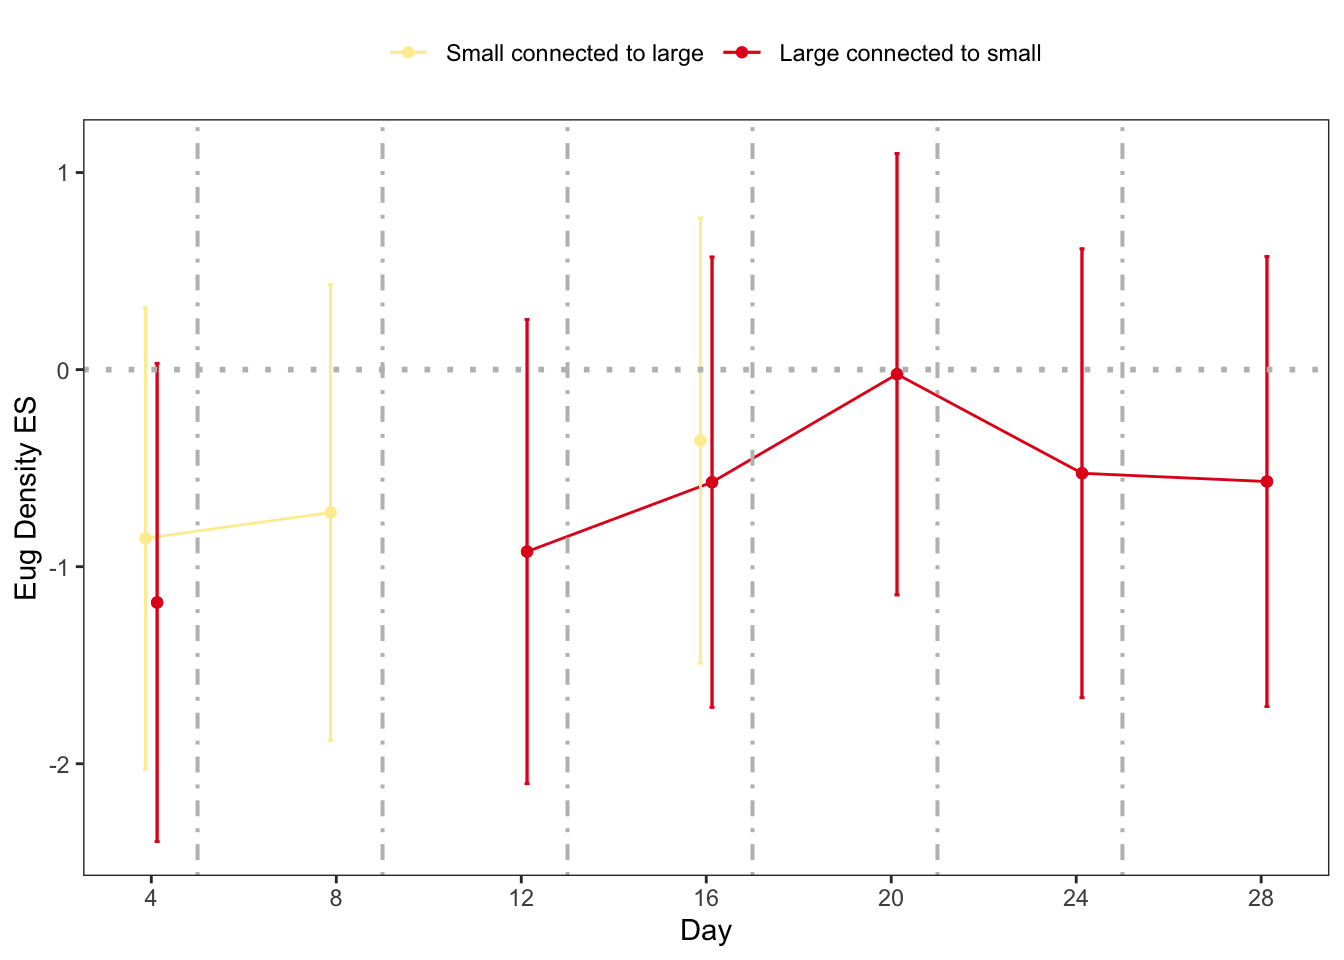 Small connected to large
Large connected to small
Eug Density ES
1
0
-1
-2
4 8 12 16 20 24 28
Day